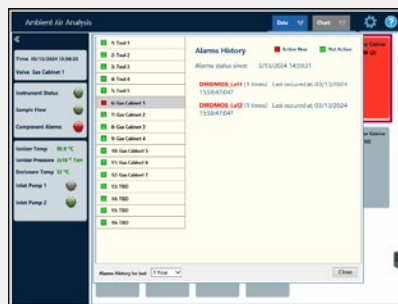 Ambient Air Analysis
Data
Chart
Time 03/13/2024 15:59:33
Valve Gas Cabinet 1
Instrument Status
Sample Flow
Component Alarms
Ionizer Temp 99.9 °C
Ionizer Pressure
Enclosure Temp 32 °C
Inlet Pump 1
Inlet Pump 2
1: Tool 1
2: Tool 2
3: Tool 3
4: Tool 4
5: Tool 5
6: Gas Cabinet 1
7: Gas Cabinet 2
8: Gas Cabinet 3
9: Gas Cabinet 4
10: Gas Cabinet 5
11: Gas Cabinet 6
12: Gas Cabinet 7
13: TBD
14: TBD
15: TBD
16: TBD
Alarms History
Active Now
Not Active
Alarms status since: 3/13/2024 14:59:31
DMDMOS_Lvl1 (1 times) Last occurred at 03/13/2024
15:58:47.047
DMDMOS_Lvl2 (1 times) Last occurred at 03/13/2024
15:58:47.047
Alarms History for last 1 Hour
Close